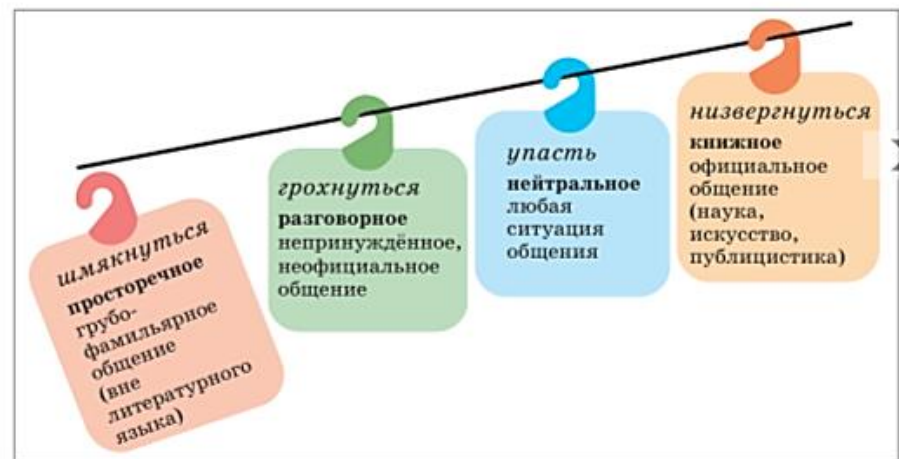 шмякнуться
просторечное
грубо-
фамильярное
общение
(вне
литературного
языка)
грохнуться
разговорное
непринуждённое,
неофициальное
общение
упасть
нейтральное
любая
ситуация
общения
низвергнуться
книжное
официальное
общение
(наука,
искусство,
публицистика)